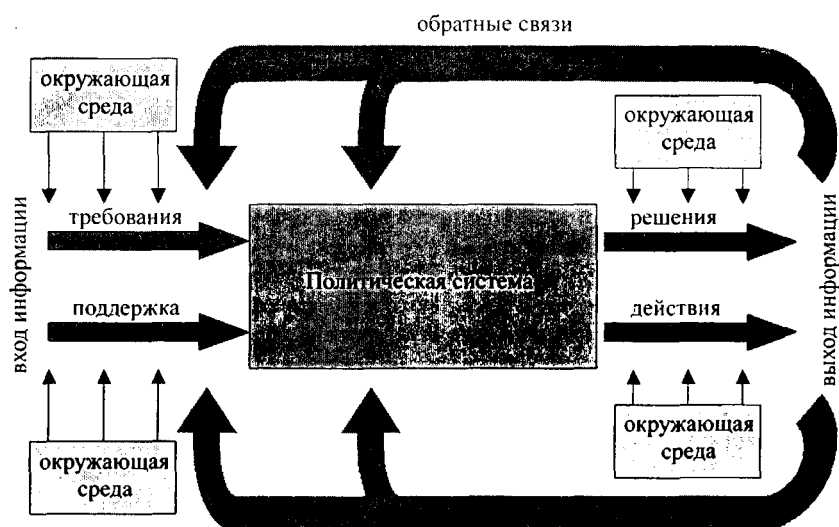 обратные связи
окружающая
среда
окружающая
среда
вход информации
требования
решения
Политическая система
поддержка
действия
выход информации
окружающая
среда
окружающая
среда